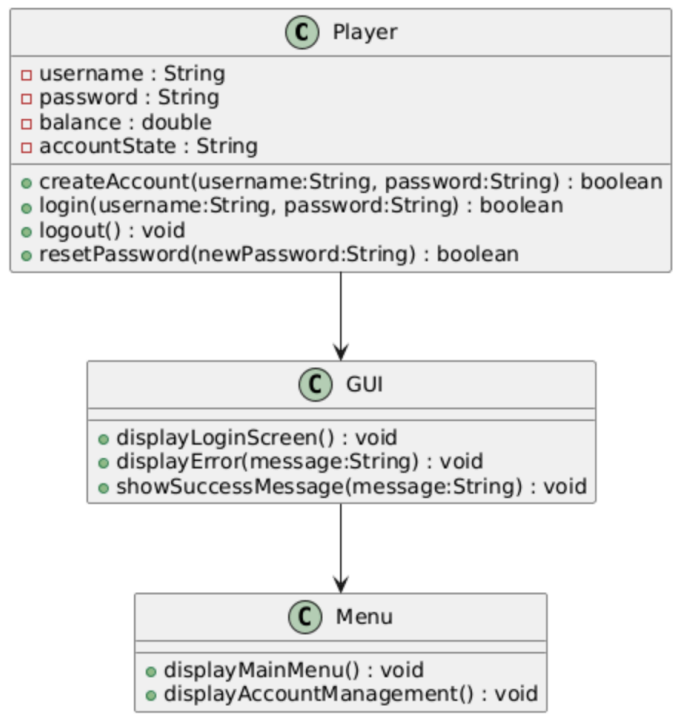 C Player
username : String
password : String
balance : double
accountState : String
createAccount(username:String, password:String) : boolean
login(username:String, password:String) : boolean
logout() : void
resetPassword(newPassword:String) : boolean
C GUI
displayLoginScreen() : void
displayError(message:String) : void
showSuccessMessage(message:String) : void
C Menu
displayMainMenu() : void
displayAccountManagement() : void